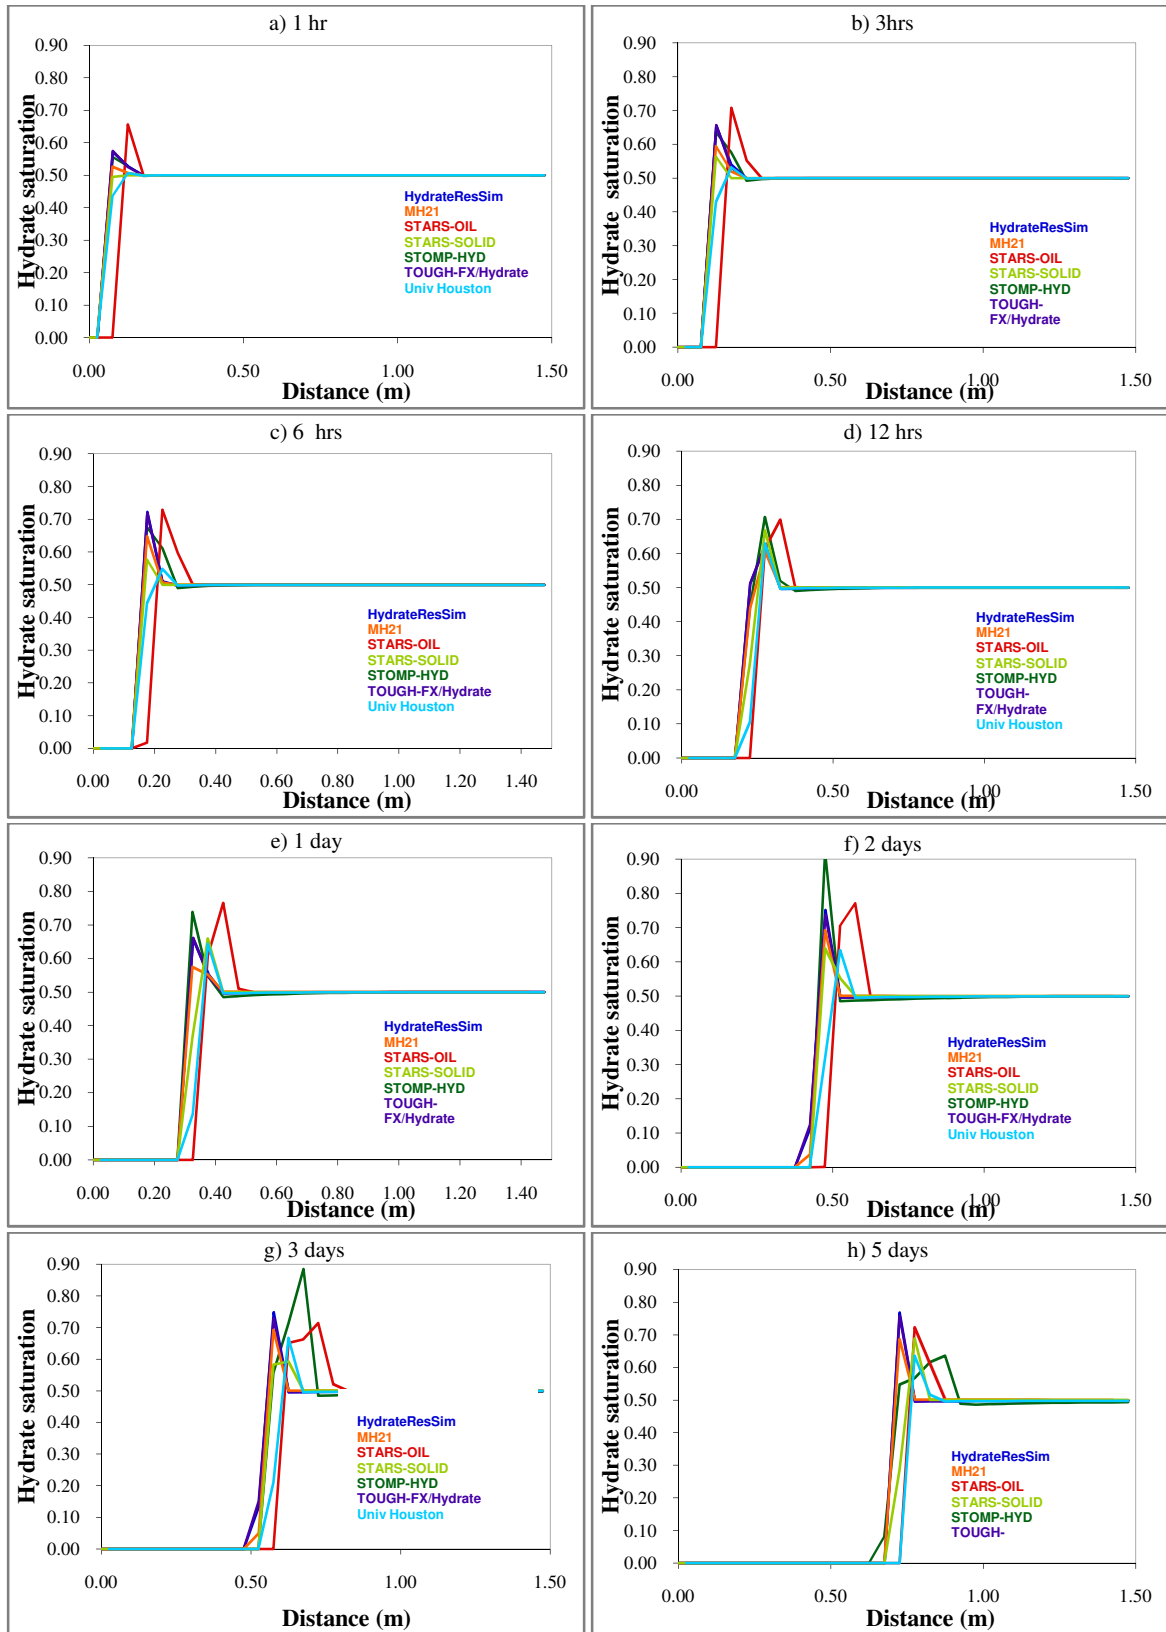 a) 1 hr
0.90
0.80
0.70
0.60
0.50
0.40
0.30
0.20
0.10
0.00
Hydrate saturation
HydrateResSim
MH21
STARS-OIL
STARS-SOLID
STOMP-HYD
TOUGH-FX/Hydrate
Univ Houston
0.00 0.50 1.00 1.50
Distance (m)
b) 3hrs
0.90
0.80
0.70
0.60
0.50
0.40
0.30
0.20
0.10
0.00
Hydrate saturation
HydrateResSim
MH21
STARS-OIL
STARS-SOLID
STOMP-HYD
TOUGH-
FX/Hydrate
0.00 0.50 1.00 1.50
Distance (m)
c) 6 hrs
0.90
0.80
0.70
0.60
0.50
0.40
0.30
0.20
0.10
0.00
Hydrate saturation
HydrateResSim
MH21
STARS-OIL
STARS-SOLID
STOMP-HYD
TOUGH-FX/Hydrate
Univ Houston
0.00 0.20 0.40 0.60 0.80 1.00 1.20 1.40
Distance (m)
d) 12 hrs
0.90
0.80
0.70
0.60
0.50
0.40
0.30
0.20
0.10
0.00
Hydrate saturation
HydrateResSim
MH21
STARS-OIL
STARS-SOLID
STOMP-HYD
TOUGH-
FX/Hydrate
Univ Houston
0.00 0.50 1.00 1.50
Distance (m)
e) 1 day
0.90
0.80
0.70
0.60
0.50
0.40
0.30
0.20
0.10
0.00
Hydrate saturation
HydrateResSim
MH21
STARS-OIL
STARS-SOLID
STOMP-HYD
TOUGH-
FX/Hydrate
0.00 0.20 0.40 0.60 0.80 1.00 1.20 1.40
Distance (m)
f) 2 days
0.90
0.80
0.70
0.60
0.50
0.40
0.30
0.20
0.10
0.00
Hydrate saturation
HydrateResSim
MH21
STARS-OIL
STARS-SOLID
STOMP-HYD
TOUGH-FX/Hydrate
Univ Houston
0.00 0.50 1.00 1.50
Distance (m)
g) 3 days
0.90
0.80
0.70
0.60
0.50
0.40
0.30
0.20
0.10
0.00
Hydrate saturation
HydrateResSim
MH21
STARS-OIL
STARS-SOLID
STOMP-HYD
TOUGH-FX/Hydrate
Univ Houston
0.00 0.50 1.00 1.50
Distance (m)
h) 5 days
0.90
0.80
0.70
0.60
0.50
0.40
0.30
0.20
0.10
0.00
Hydrate saturation
HydrateResSim
MH21
STARS-OIL
STARS-SOLID
STOMP-HYD
TOUGH-
0.00 0.50 1.00 1.50
Distance (m)